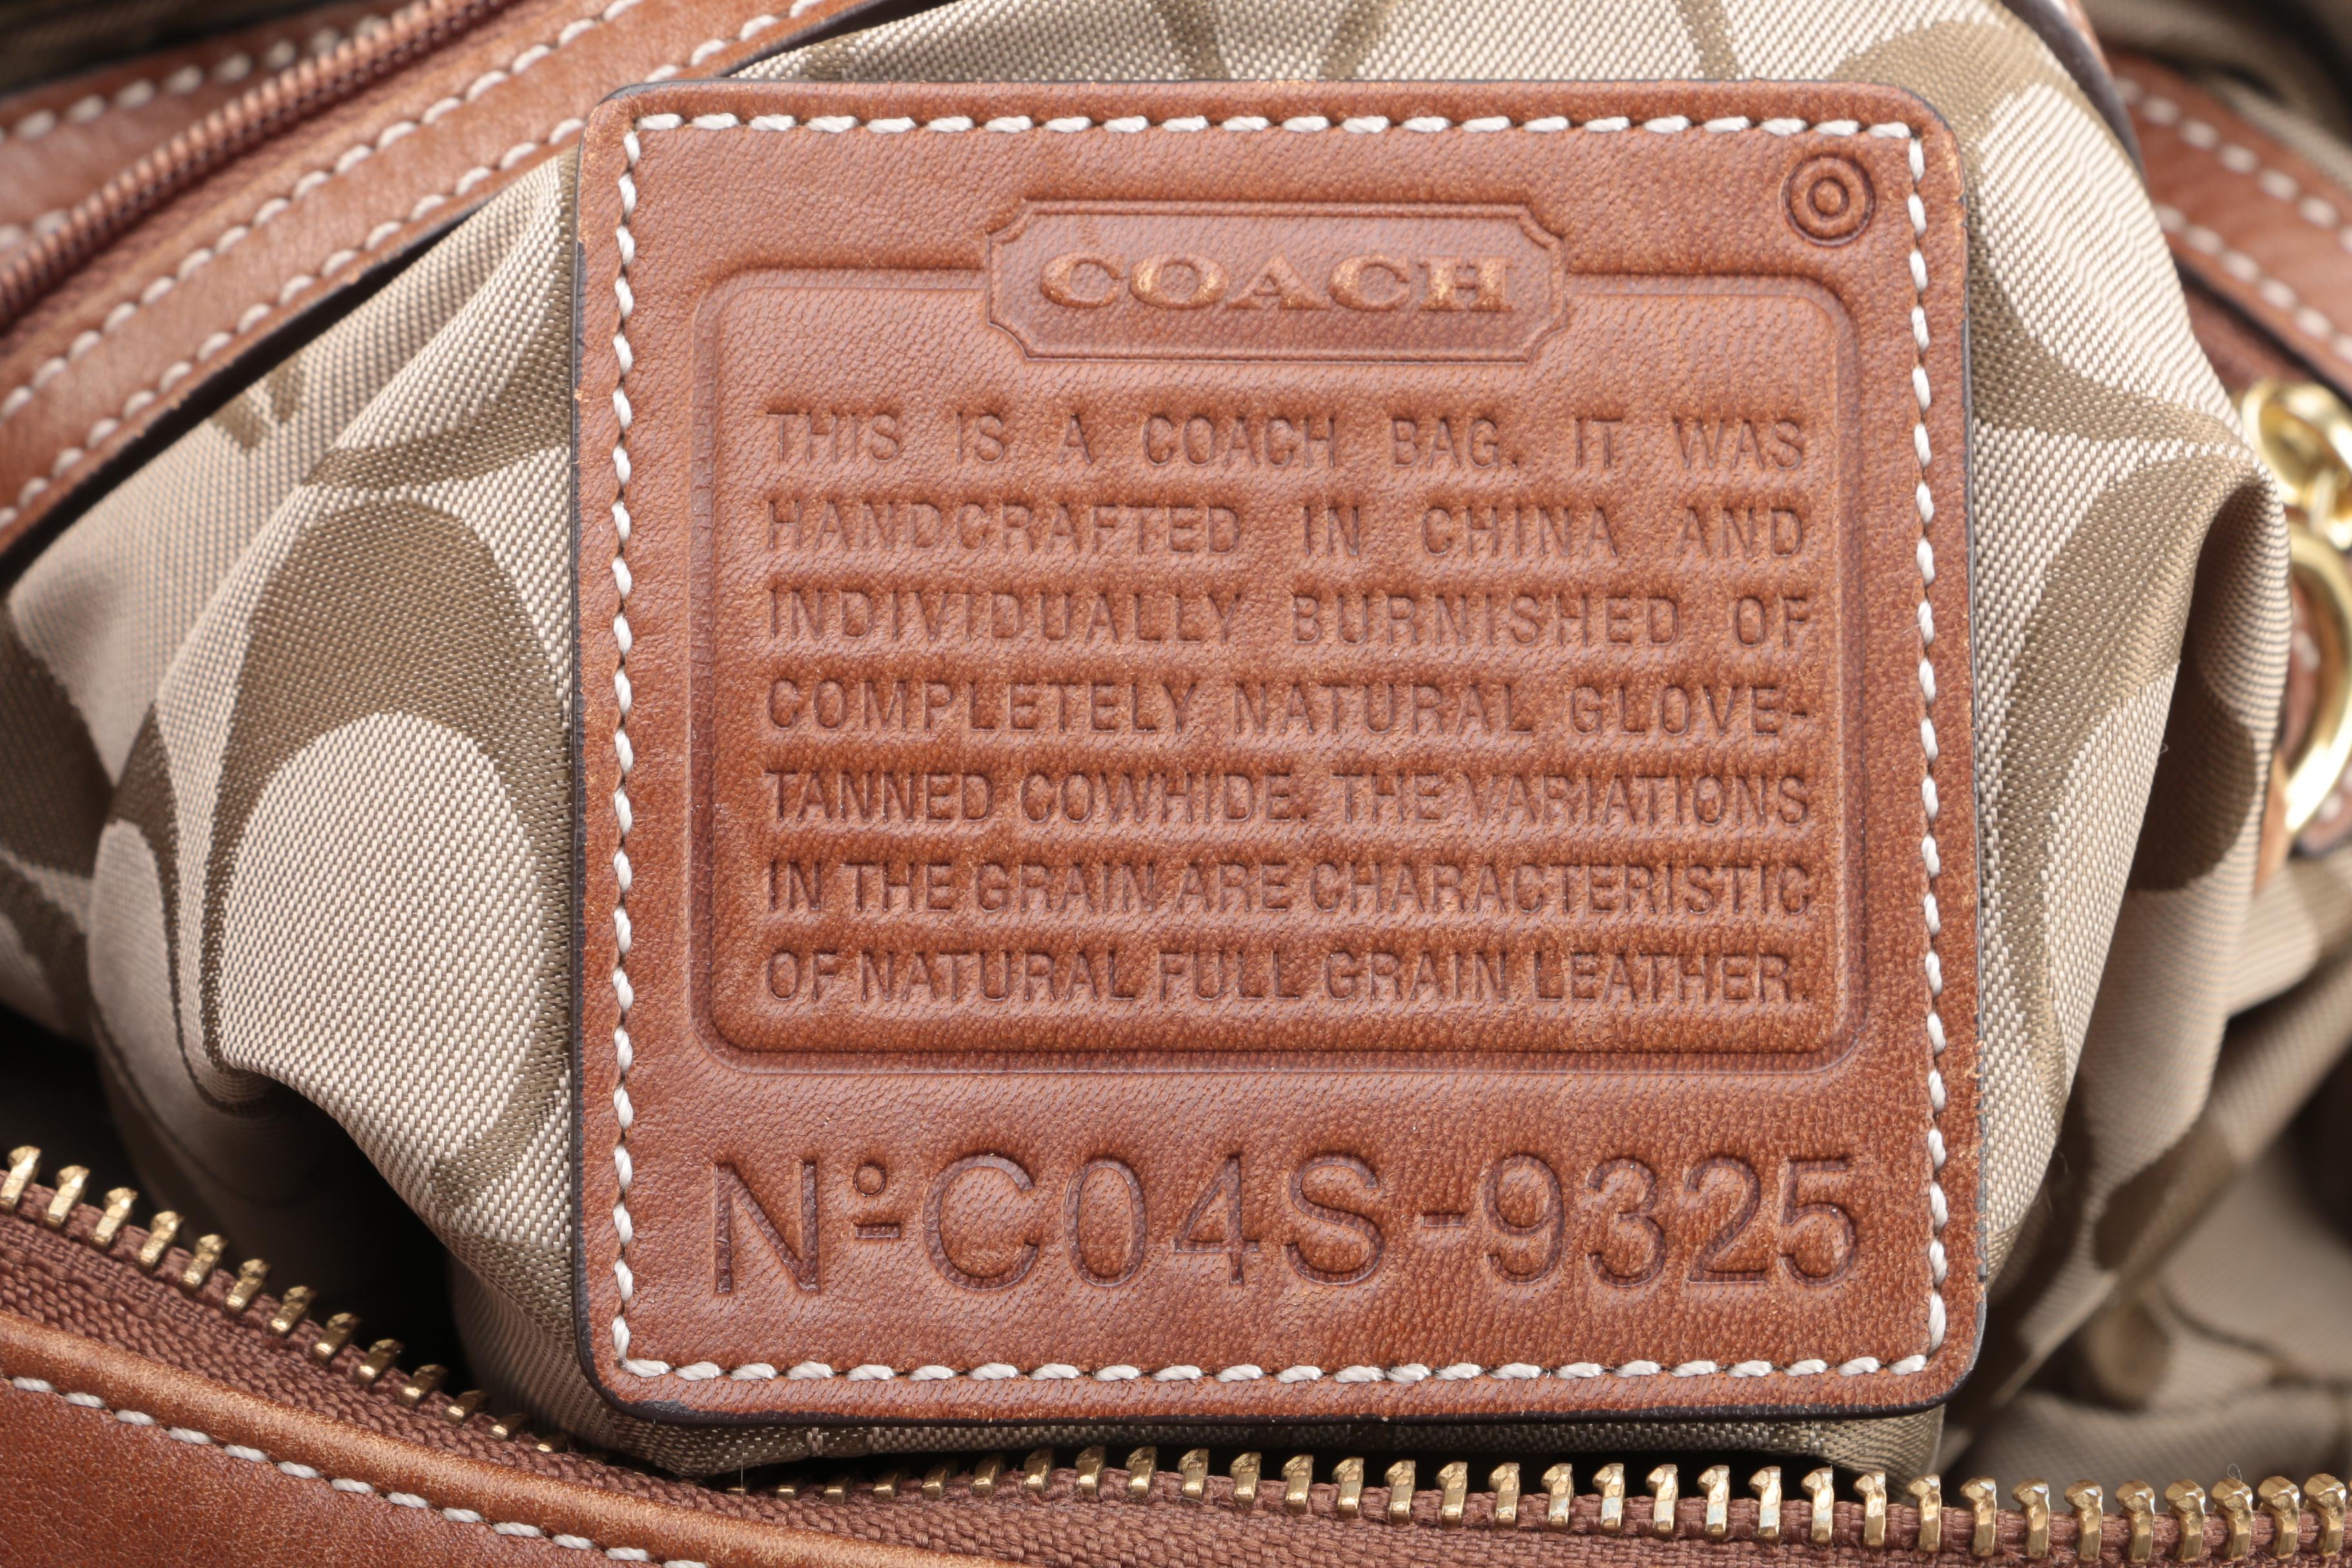 COACH
THIS IS A COACH BAG. IT WAS
HANDCRAFTED IN CHINA AND
INDIVIDUALLY BURNISHED OF
COMPLETELY NATURAL GLOVE-
TANNED COWHIDE. THE VARIATIONS
IN THE GRAIN ARE CHARACTERISTIC
OF NATURAL FULL GRAIN LEATHER.
Nº C04S-9325